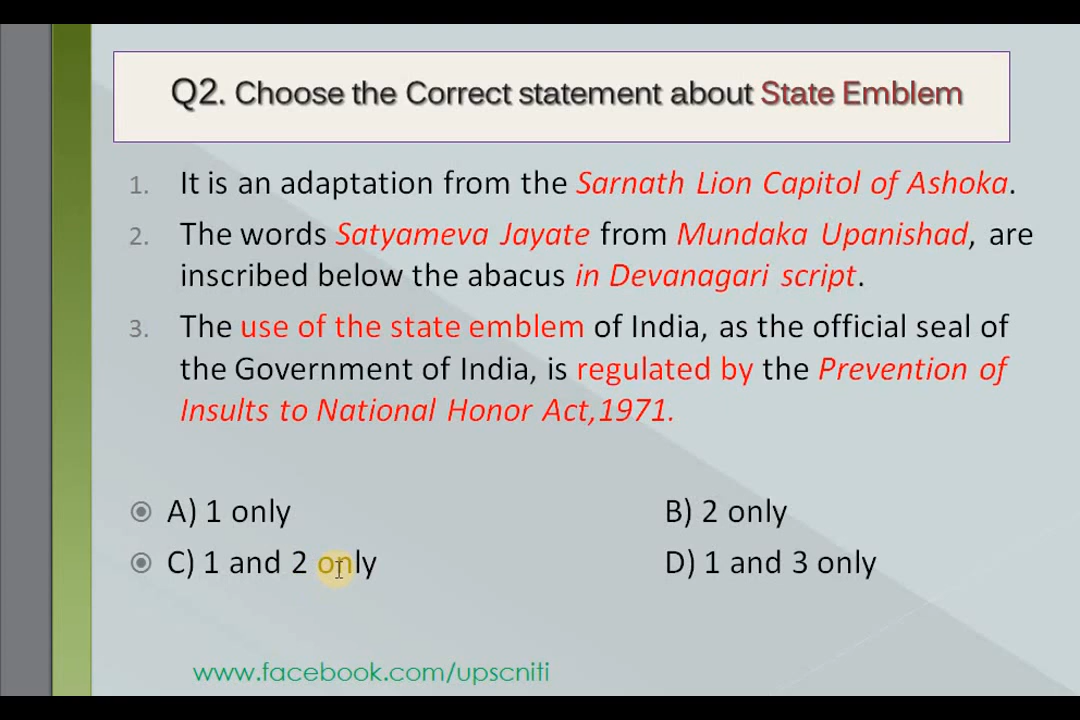 Q2. Choose the Correct statement about State Emblem
1. It is an adaptation from the Sarnath Lion Capitol of Ashoka.
2. The words Satyameva Jayate from Mundaka Upanishad, are
inscribed below the abacus in Devanagari script.
3. The use of the state emblem of India, as the official seal of
the Government of India, is regulated by the Prevention of
Insults to National Honor Act,1971.
A) 1 only B) 2 only
C) 1 and 2 only D) 1 and 3 only
www.facebook.com/upscniti